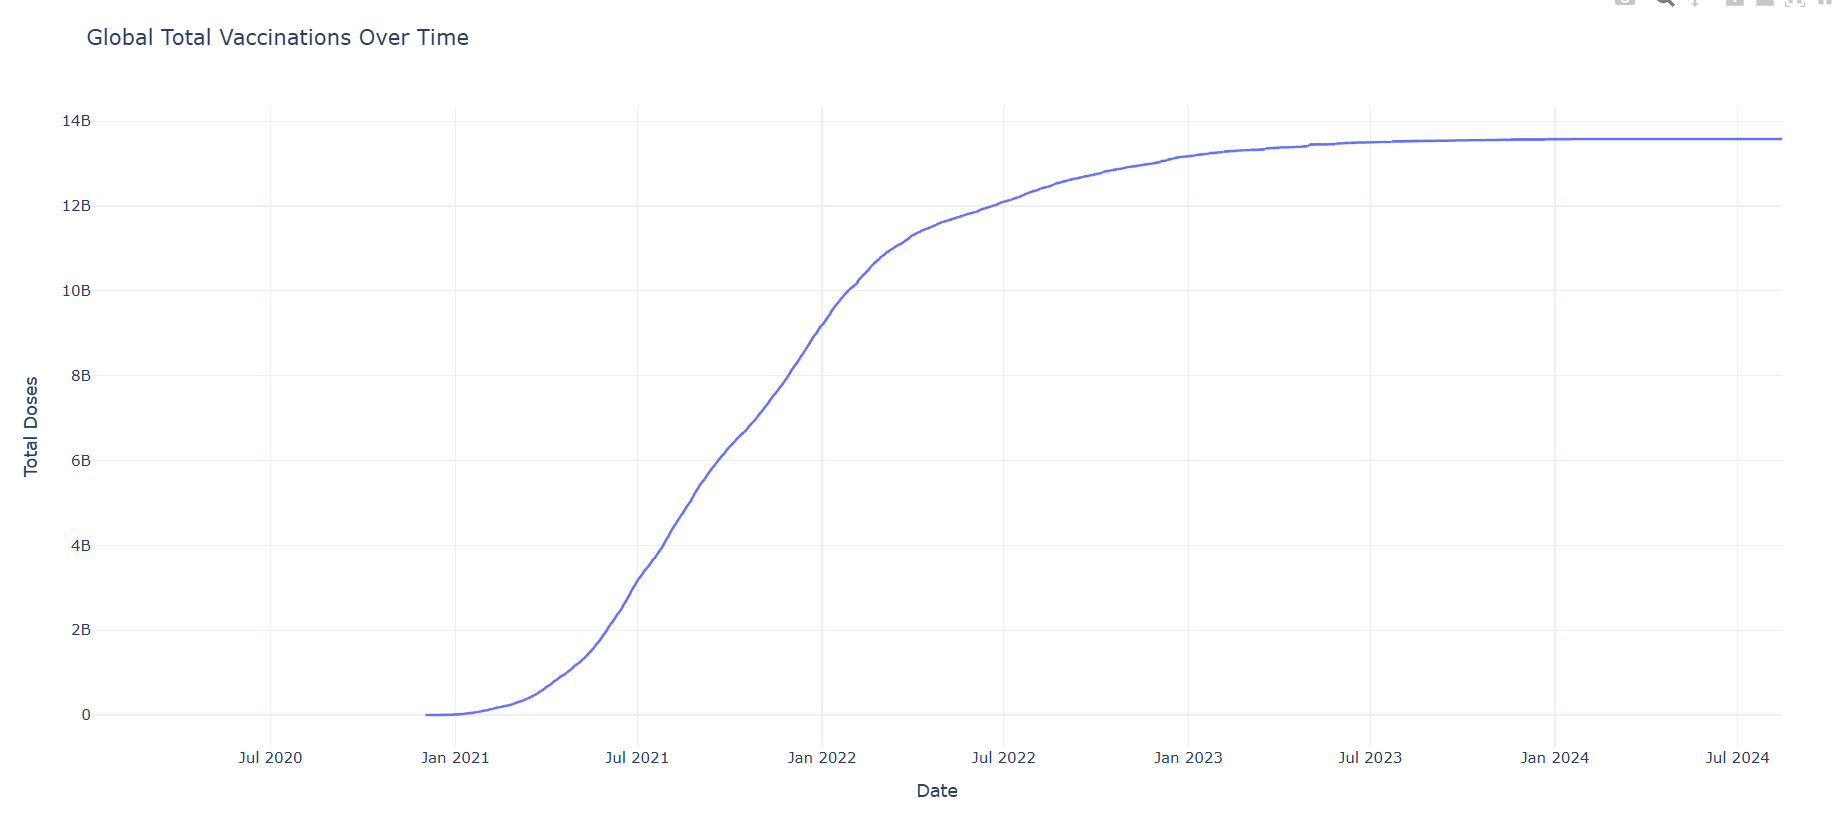 Global Total Vaccinations Over Time
14B
12B
10B
8B
6B
4B
2B
0
Total Doses
Jul 2020 Jan 2021 Jul 2021 Jan 2022 Jul 2022 Jan 2023 Jul 2023 Jan 2024 Jul 2024
Date